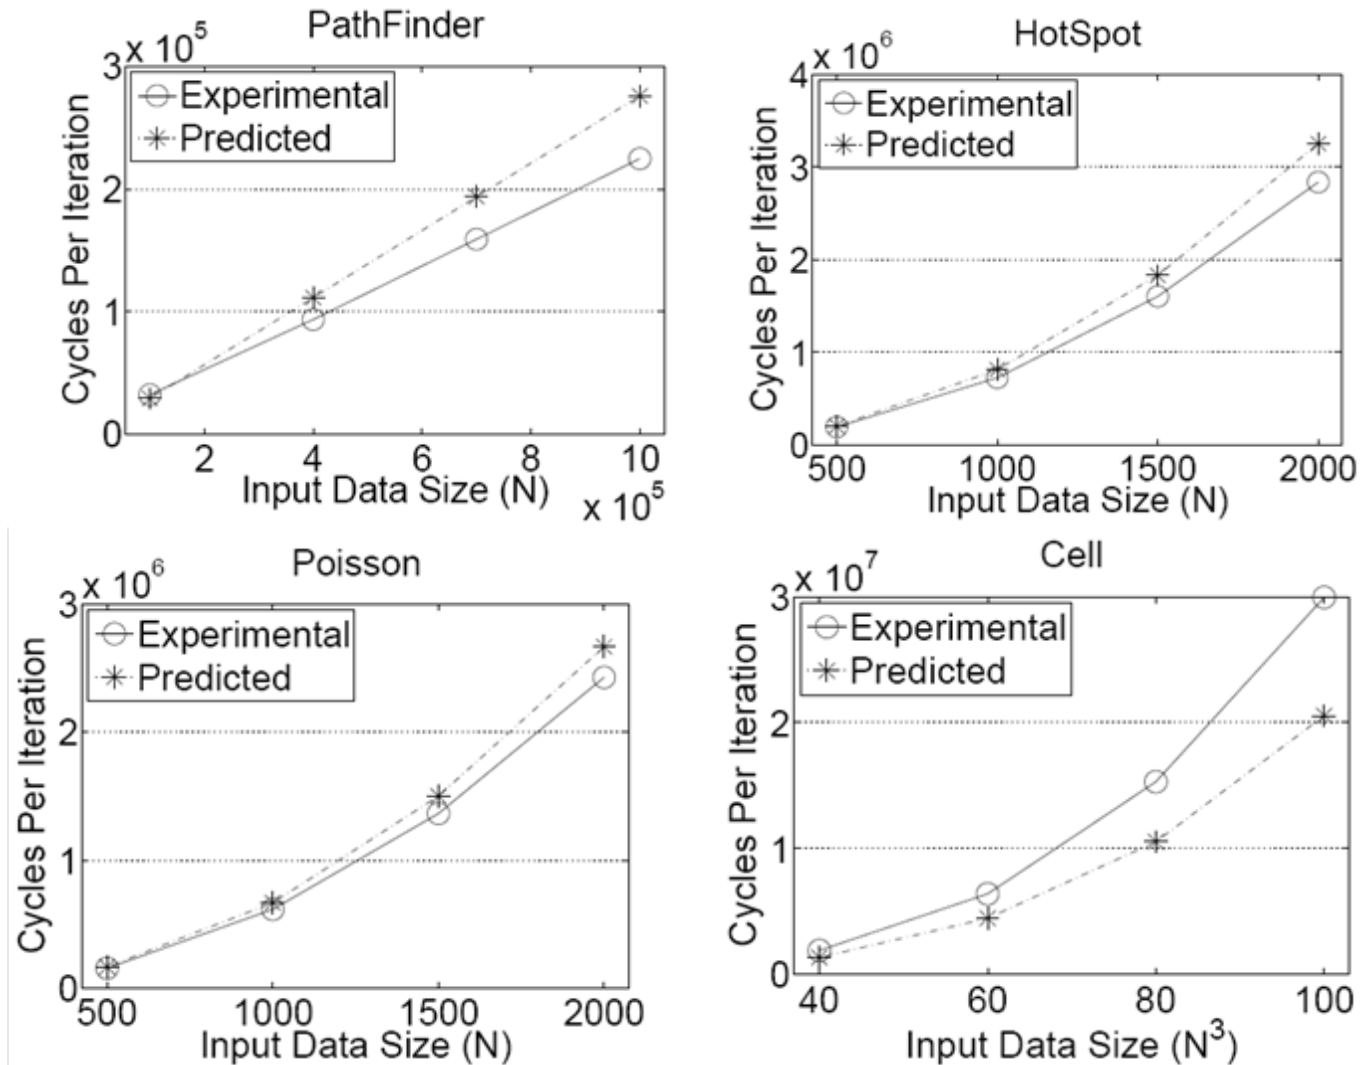 PathFinder
x 10^5
3
2
1
0
Cycles Per Iteration
Experimental
Predicted
2 4 6 8 10
Input Data Size (N)
x 10^5
HotSpot
x 10^6
4
3
2
1
0
Cycles Per Iteration
Experimental
Predicted
500 1000 1500 2000
Input Data Size (N)
Poisson
x 10^6
3
2
1
0
Cycles Per Iteration
Experimental
Predicted
500 1000 1500 2000
Input Data Size (N)
Cell
x 10^7
3
2
1
0
Cycles Per Iteration
Experimental
Predicted
40 60 80 100
Input Data Size (N^3)